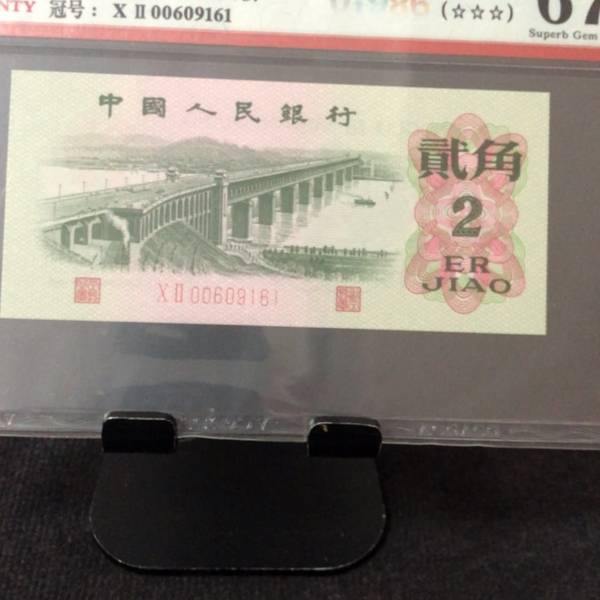 NTY 冠号： X Ⅱ 00609161
(☆☆☆)
67
Superb Gem
中國人民銀行
貳角
2
ER
JIAO
X Ⅱ 00609161